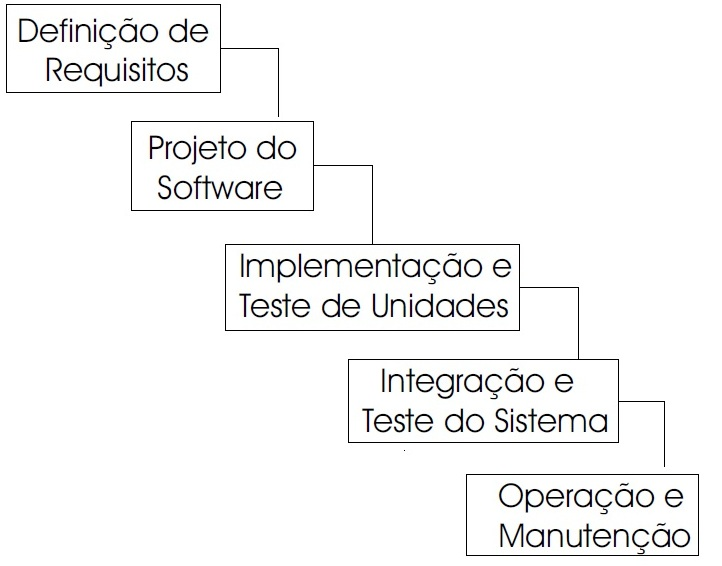 Definição de
Requisitos
Projeto do
Software
Implementação e
Teste de Unidades
Integração e
Teste do Sistema
Operação e
Manutenção